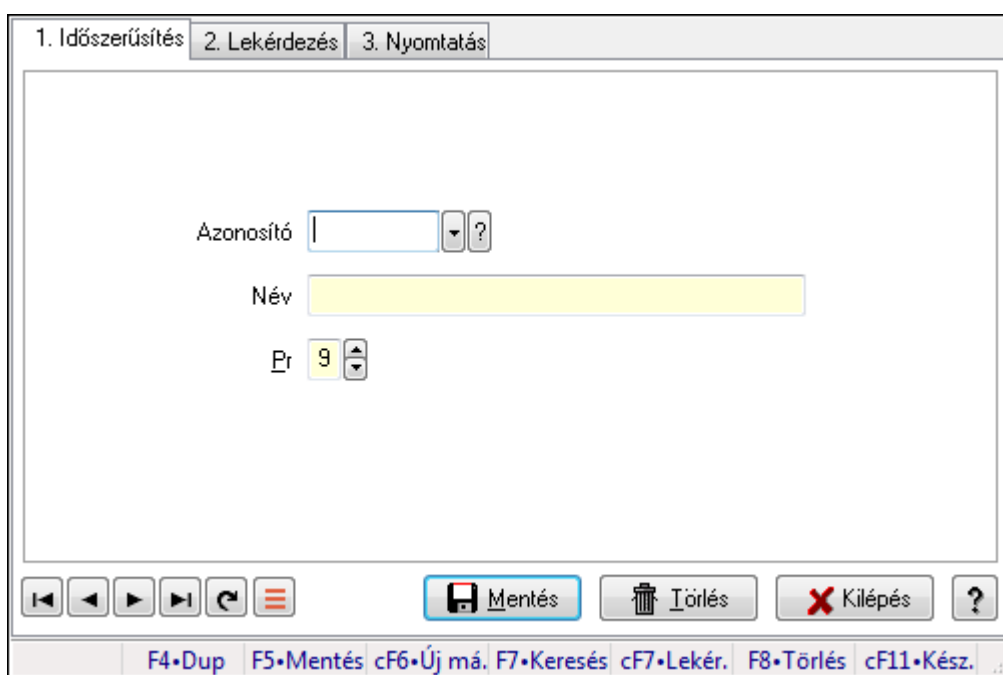 1. Időszerűsítés 2. Lekérdezés 3. Nyomtatás
Azonosító ?
Név
Pr 9
Mentés Törlés Kilépés ?
F4•Dup F5•Mentés cF6•Új má. F7•Keresés cF7•Lekér. F8•Törlés cF11•Kész.